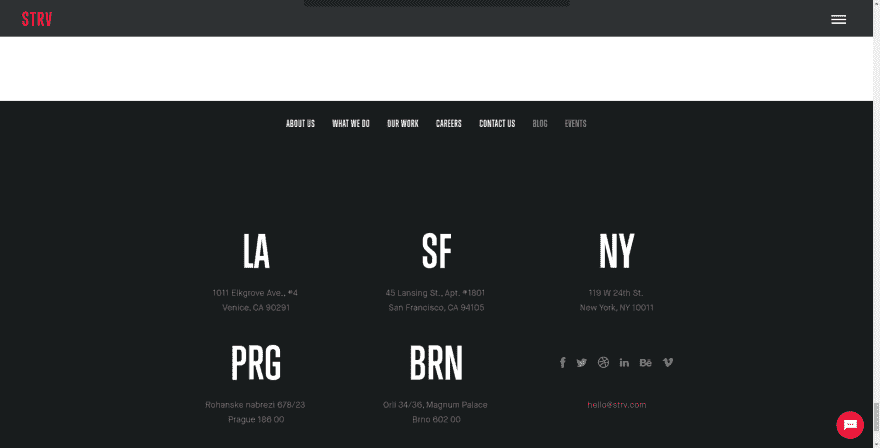 STRV
ABOUT US WHAT WE DO OUR WORK CAREERS CONTACT US BLOG EVENTS
LA SF NY
1011 Elkgrove Ave., #4 45 Lansing St., Apt. #1801 119 W 24th St.
Venice, CA 90291 San Francisco, CA 94105 New York, NY 10011
PRG BRN
Rohanske nabrezi 678/23 Orli 34/36, Magnum Palace hello@strv.com
Prague 186 00 Brno 602 00